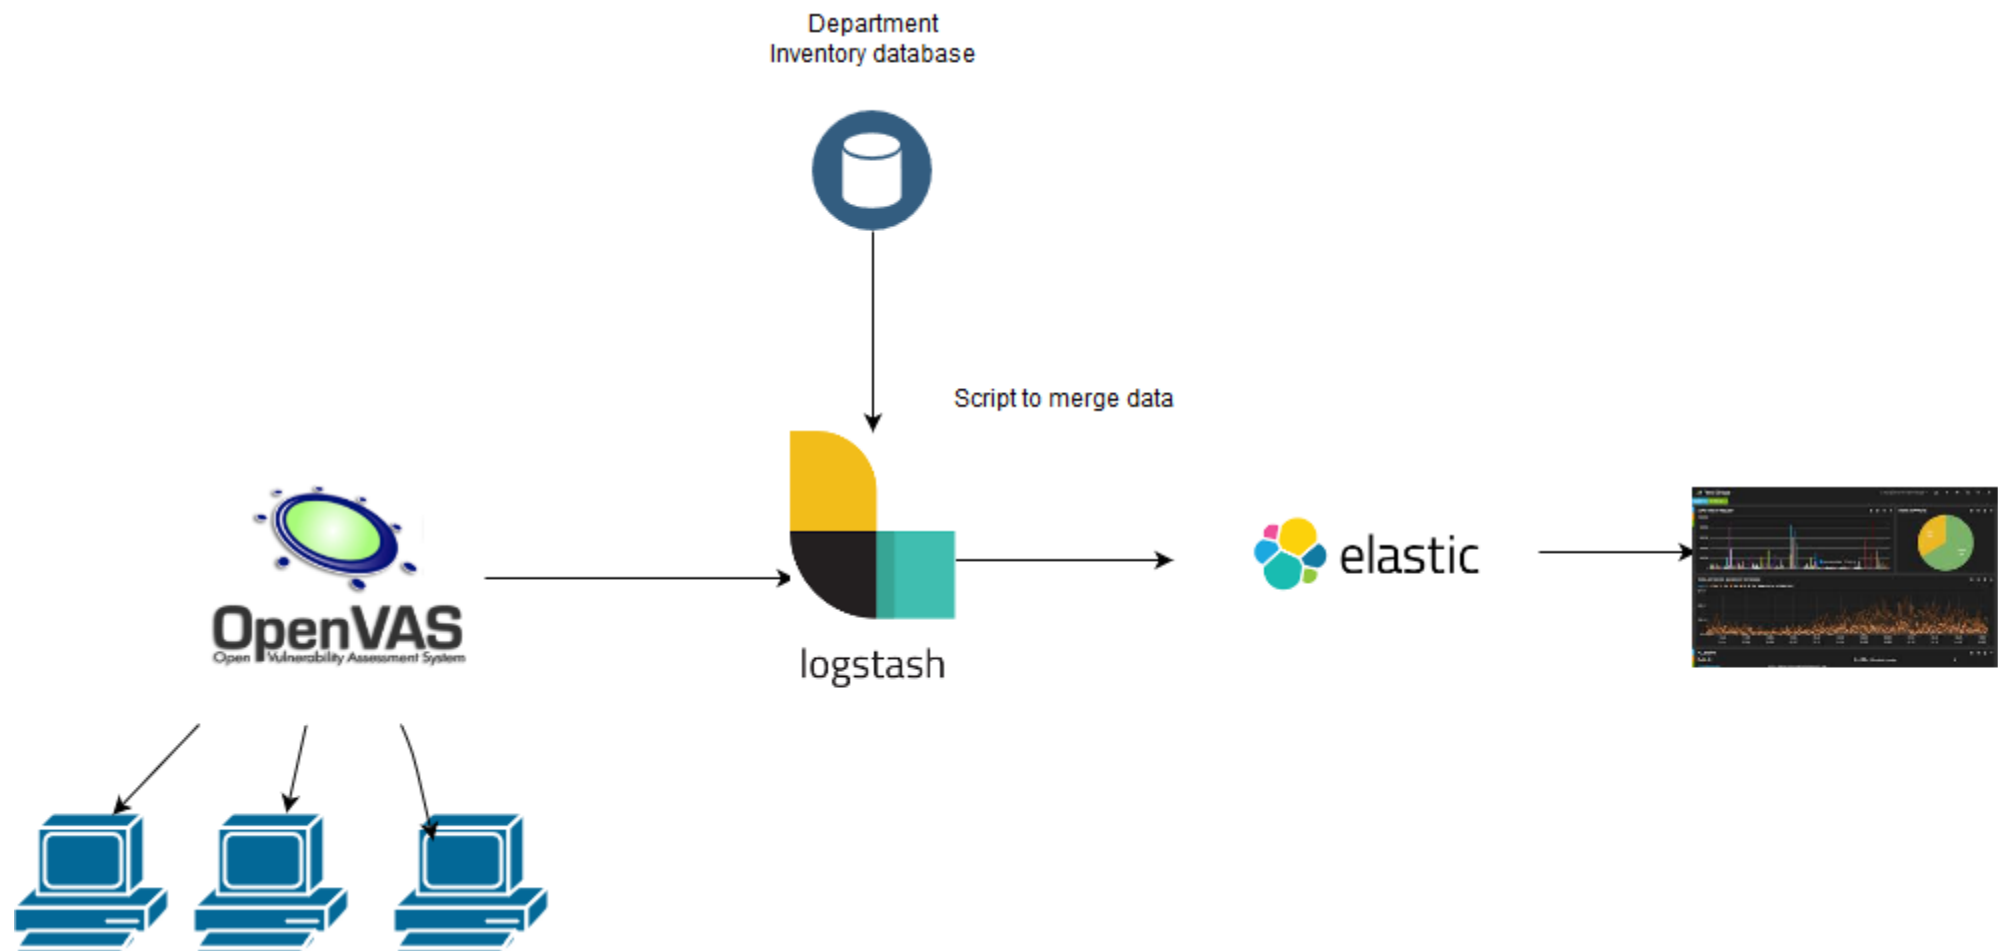 Department
Inventory database
Script to merge data
OpenVAS
Open Vulnerability Assessment System
logstash
elastic